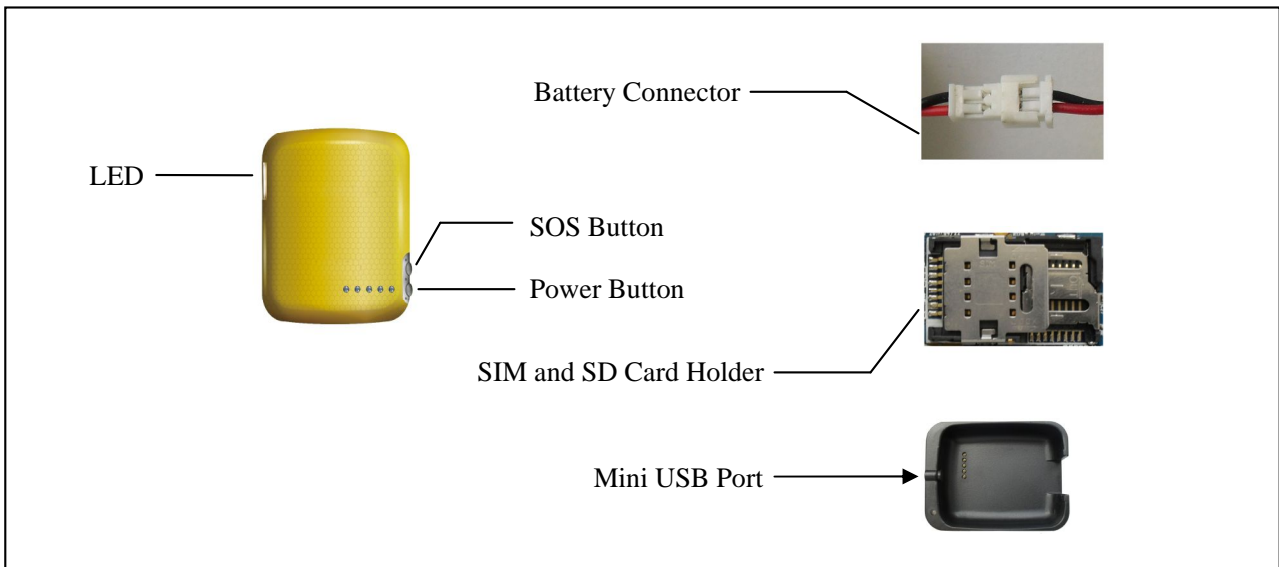 Battery Connector
LED
SOS Button
Power Button
SIM and SD Card Holder
Mini USB Port